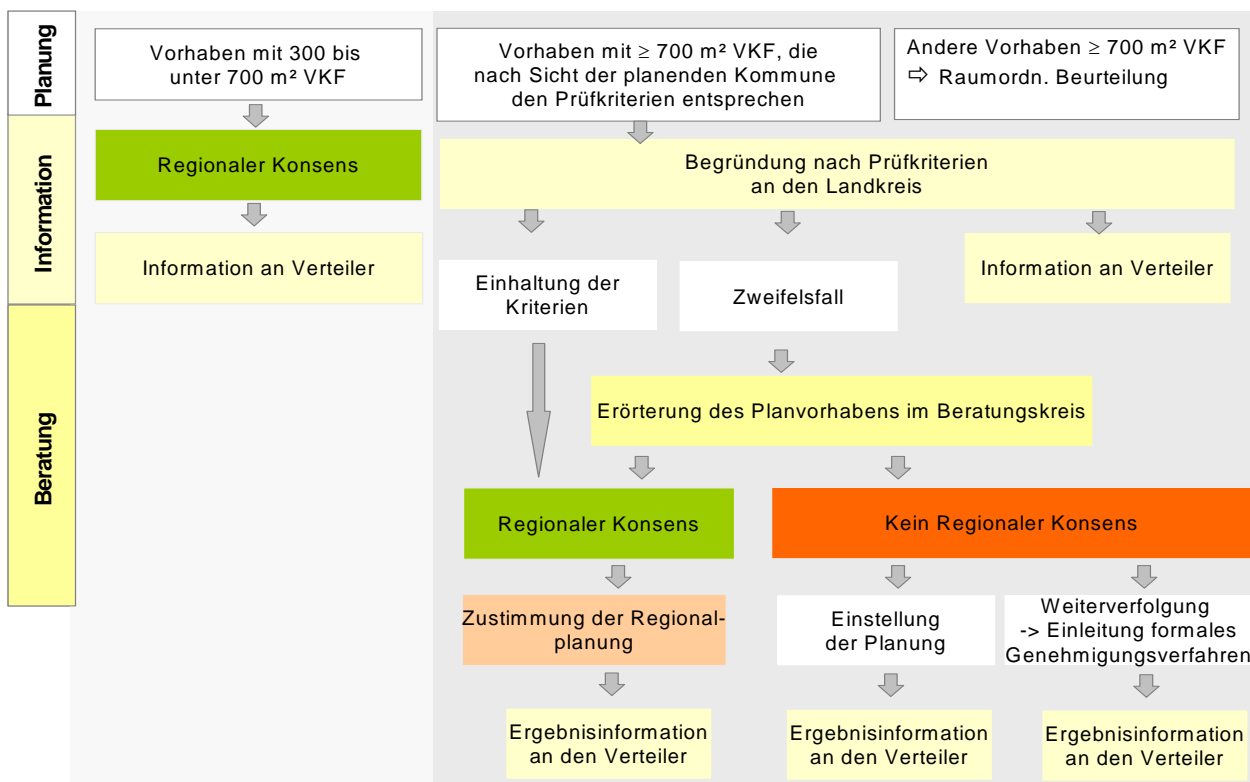 Planung
Vorhaben mit 300 bis
unter 700 m² VKF
Vorhaben mit ≥ 700 m² VKF, die
nach Sicht der planenden Kommune
den Prüfkriterien entsprechen
Andere Vorhaben ≥ 700 m² VKF
⇨ Raumordn. Beurteilung
Information
Regionaler Konsens
Begründung nach Prüfkriterien
an den Landkreis
Information an Verteiler
Einhaltung der
Kriterien
Zweifelsfall
Information an Verteiler
Beratung
Erörterung des Planvorhabens im Beratungskreis
Regionaler Konsens
Kein Regionaler Konsens
Zustimmung der Regional-
planung
Einstellung
der Planung
Weiterverfolgung
-> Einleitung formales
Genehmigungsverfahren
Ergebnisinformation
an den Verteiler
Ergebnisinformation
an den Verteiler
Ergebnisinformation
an den Verteiler